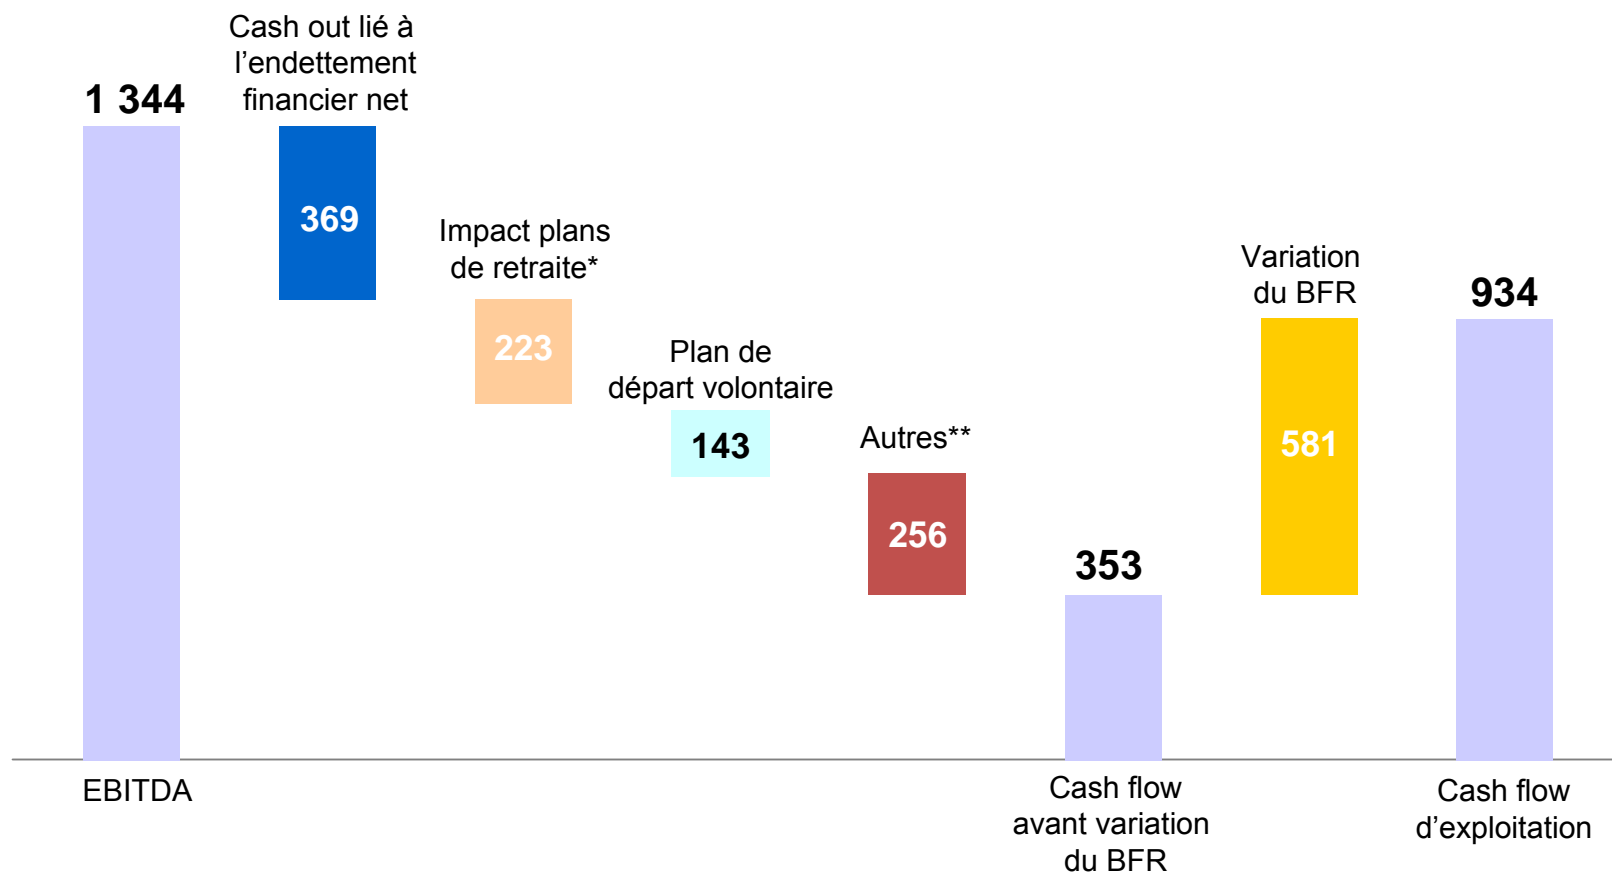 Cash out lié à
l’endettement
financier net
1 344
369
Impact plans
de retraite*
223
Plan de
départ volontaire
143
Autres**
256
353
Variation
du BFR
581
934
EBITDA
Cash flow
avant variation
du BFR
Cash flow
d’exploitation